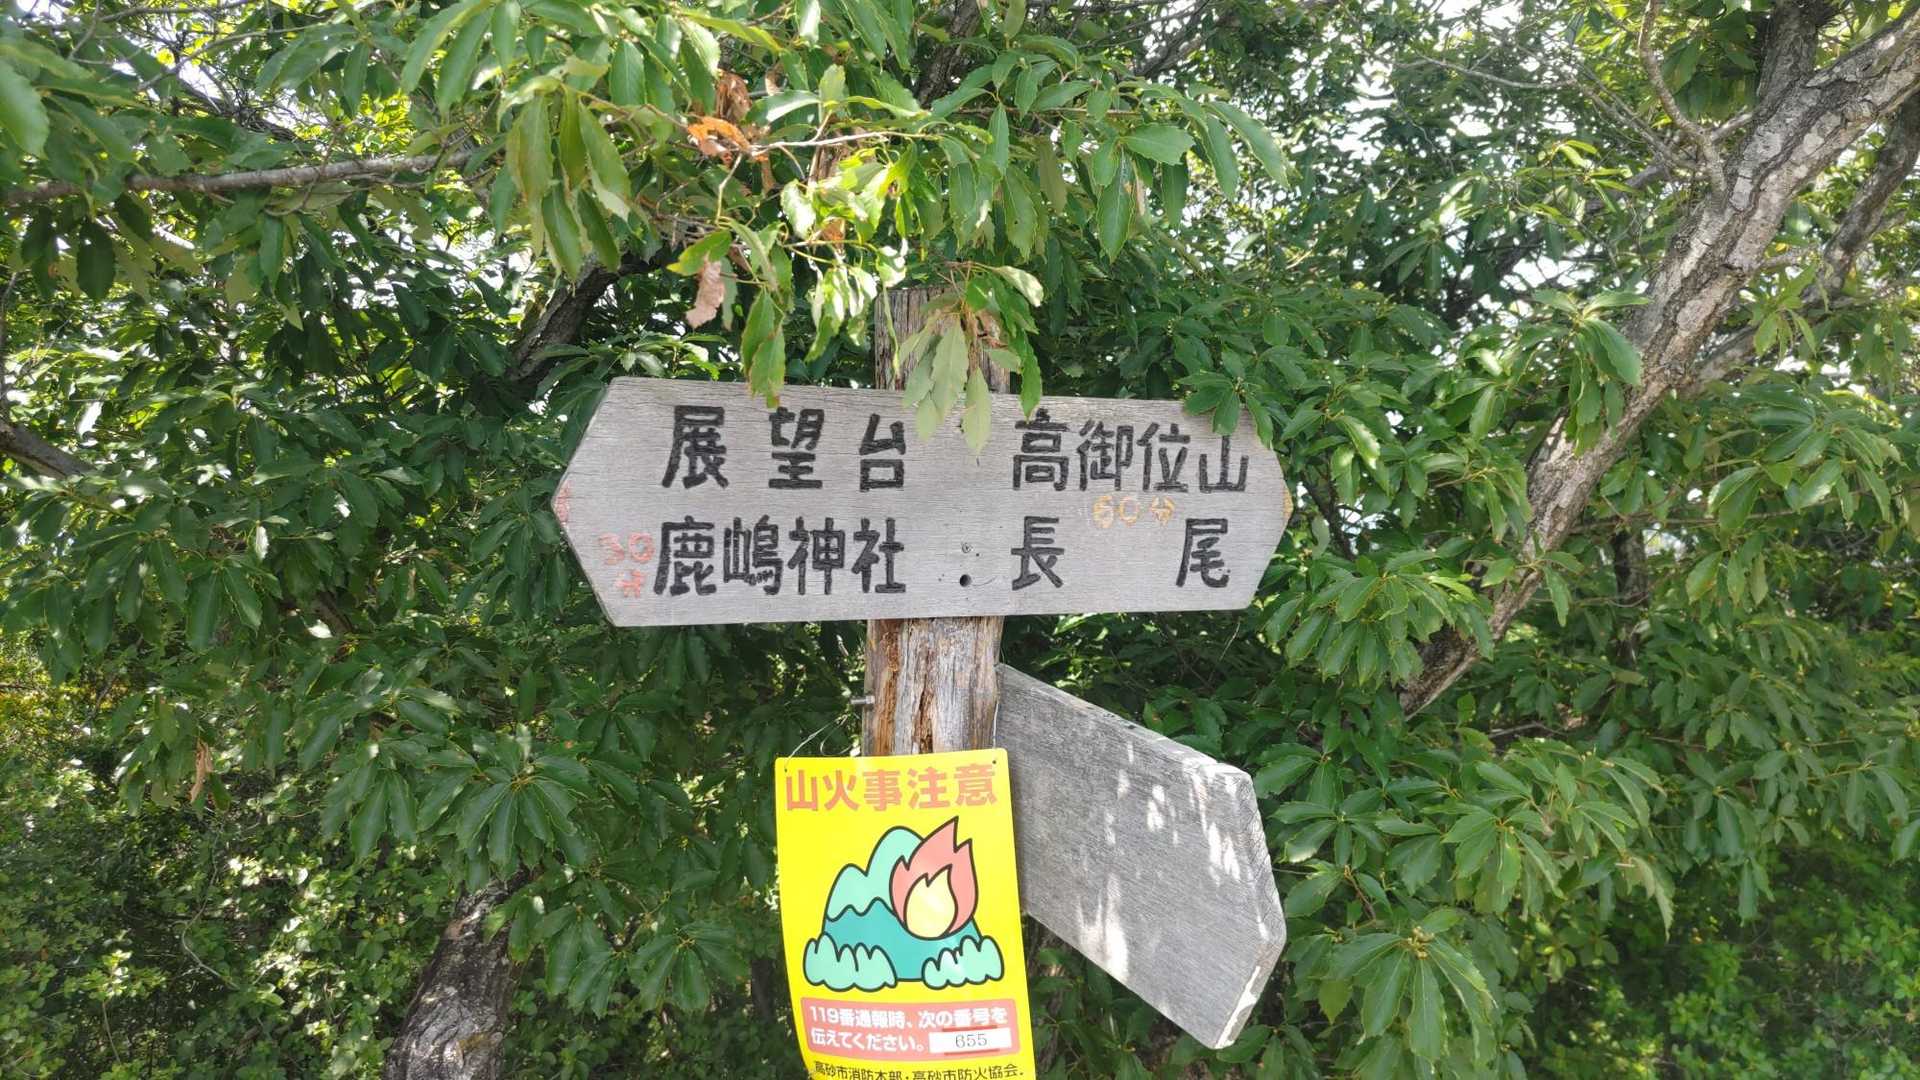 展望台 高御位山
60分
30分
鹿嶋神社 長尾
山火事注意
119番通報時、次の番号を
伝えてください。 655
高砂市消防本部・高砂市防火協会